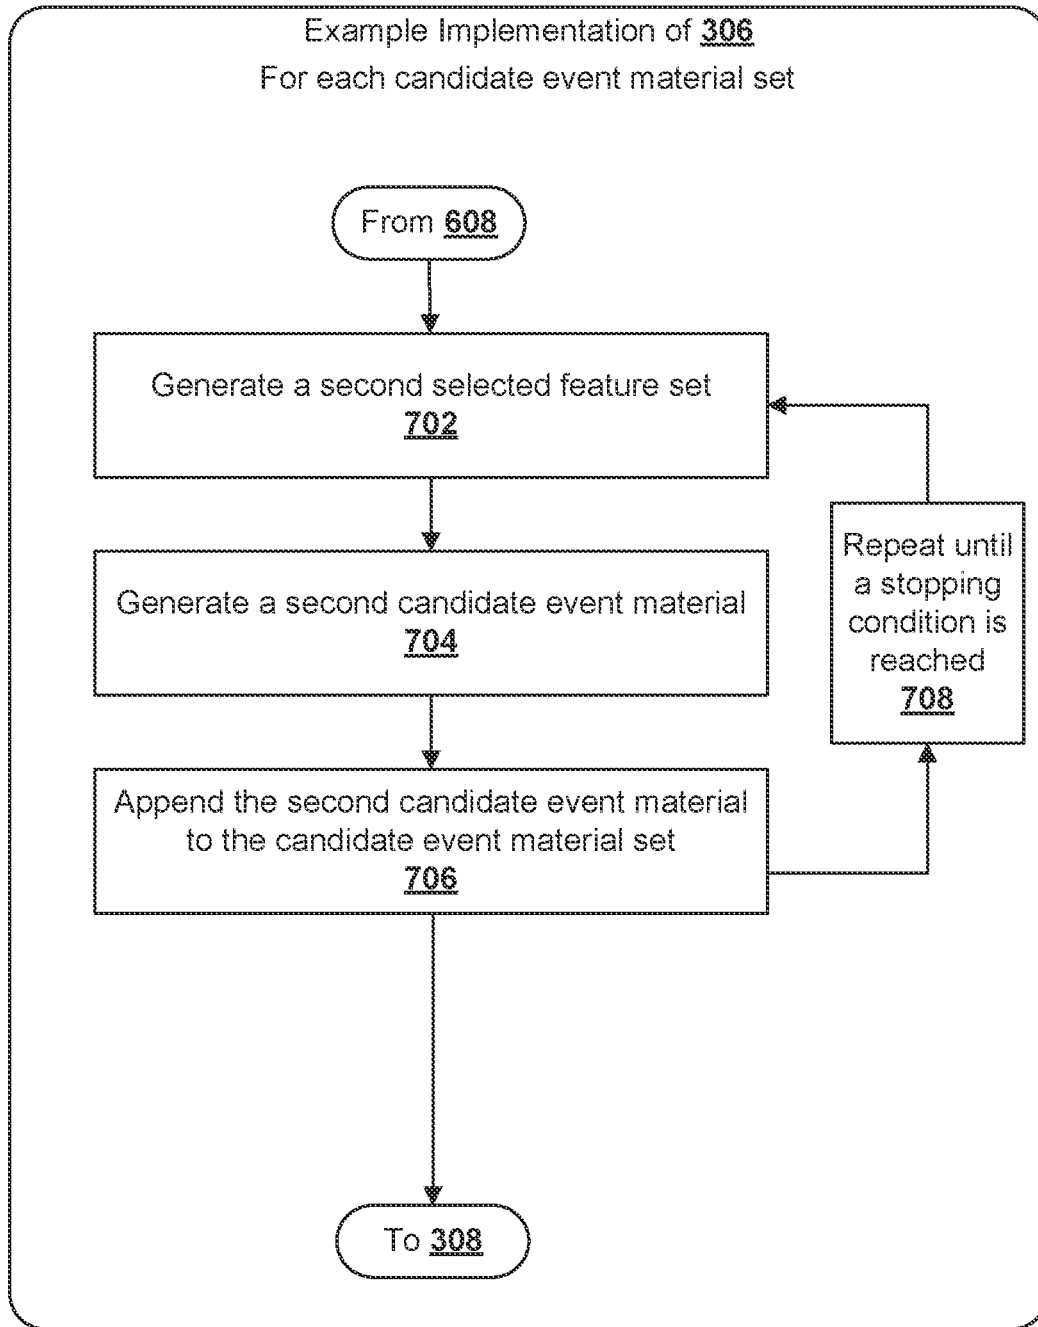 Example Implementation of 306
For each candidate event material set
From 608
Generate a second selected feature set
702
Generate a second candidate event material
704
Append the second candidate event material
to the candidate event material set
706
Repeat until
a stopping
condition is
reached
708
To 308